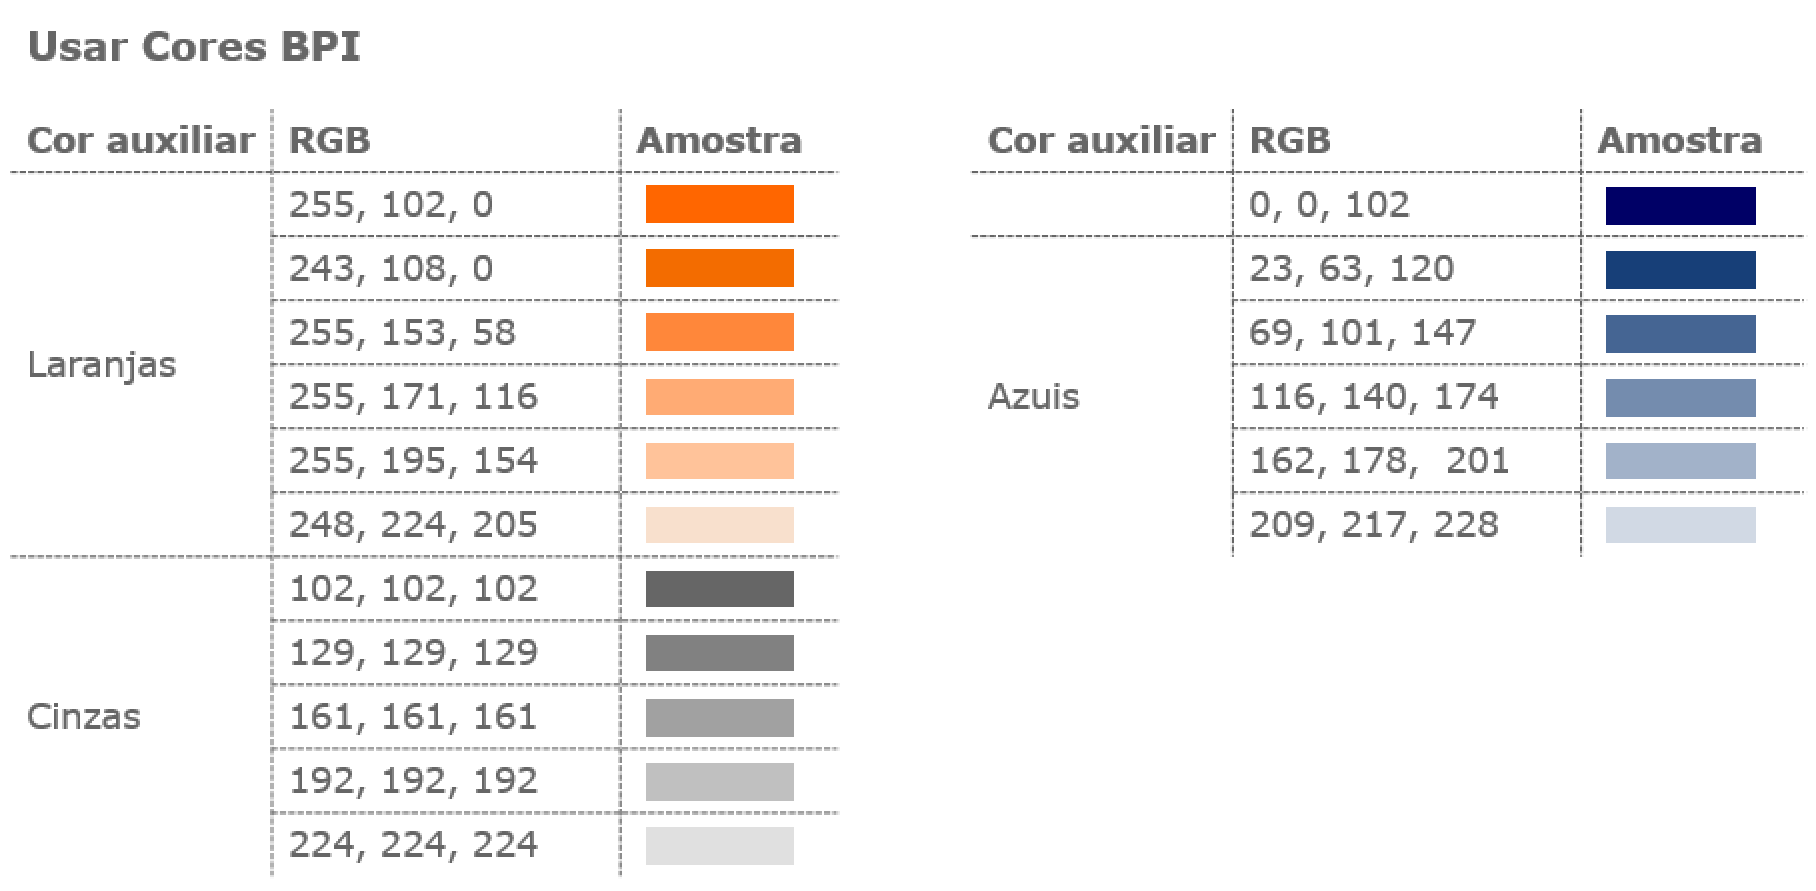 Usar Cores BPI
Cor auxiliar RGB Amostra
255, 102, 0
243, 108, 0
255, 153, 58
Laranjas
255, 171, 116
255, 195, 154
248, 224, 205
102, 102, 102
129, 129, 129
Cinzas
161, 161, 161
192, 192, 192
224, 224, 224
Cor auxiliar RGB Amostra
0, 0, 102
23, 63, 120
69, 101, 147
Azuis
116, 140, 174
162, 178,  201
209, 217, 228